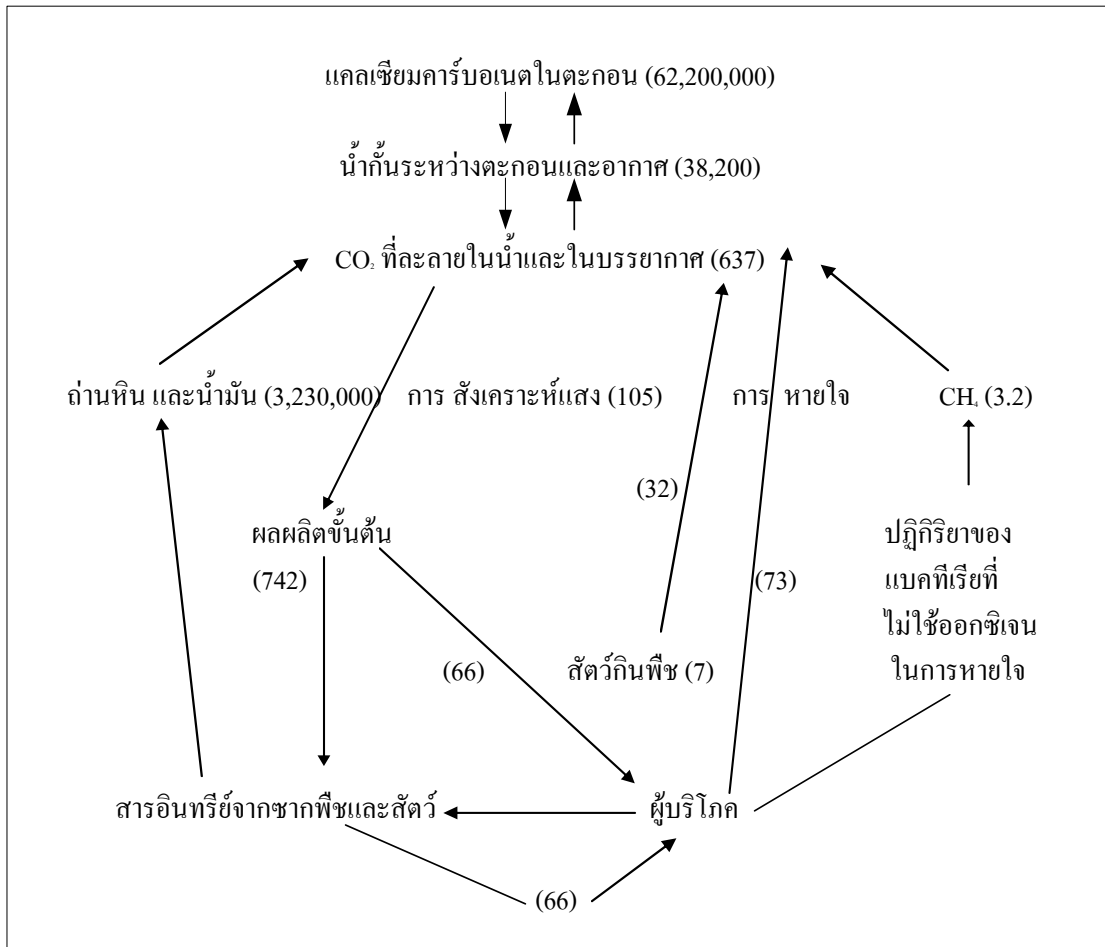 แคลเซียมคาร์บอเนตในตะกอน (62,200,000)
น้ำกั้นระหว่างตะกอนและอากาศ (38,200)
CO₂ ที่ละลายในน้ำและในบรรยากาศ (637)
ถ่านหิน และน้ำมัน (3,230,000) การ สังเคราะห์แสง (105) การ หายใจ CH₄ (3.2)
(32)
ผลผลิตขั้นต้น
(742)
(66)
สัตว์กินพืช (7)
(73)
ปฏิกิริยาของ
แบคทีเรียที่
ไม่ใช้ออกซิเจน
ในการหายใจ
สารอินทรีย์จากซากพืชและสัตว์ ผู้บริโภค
(66)